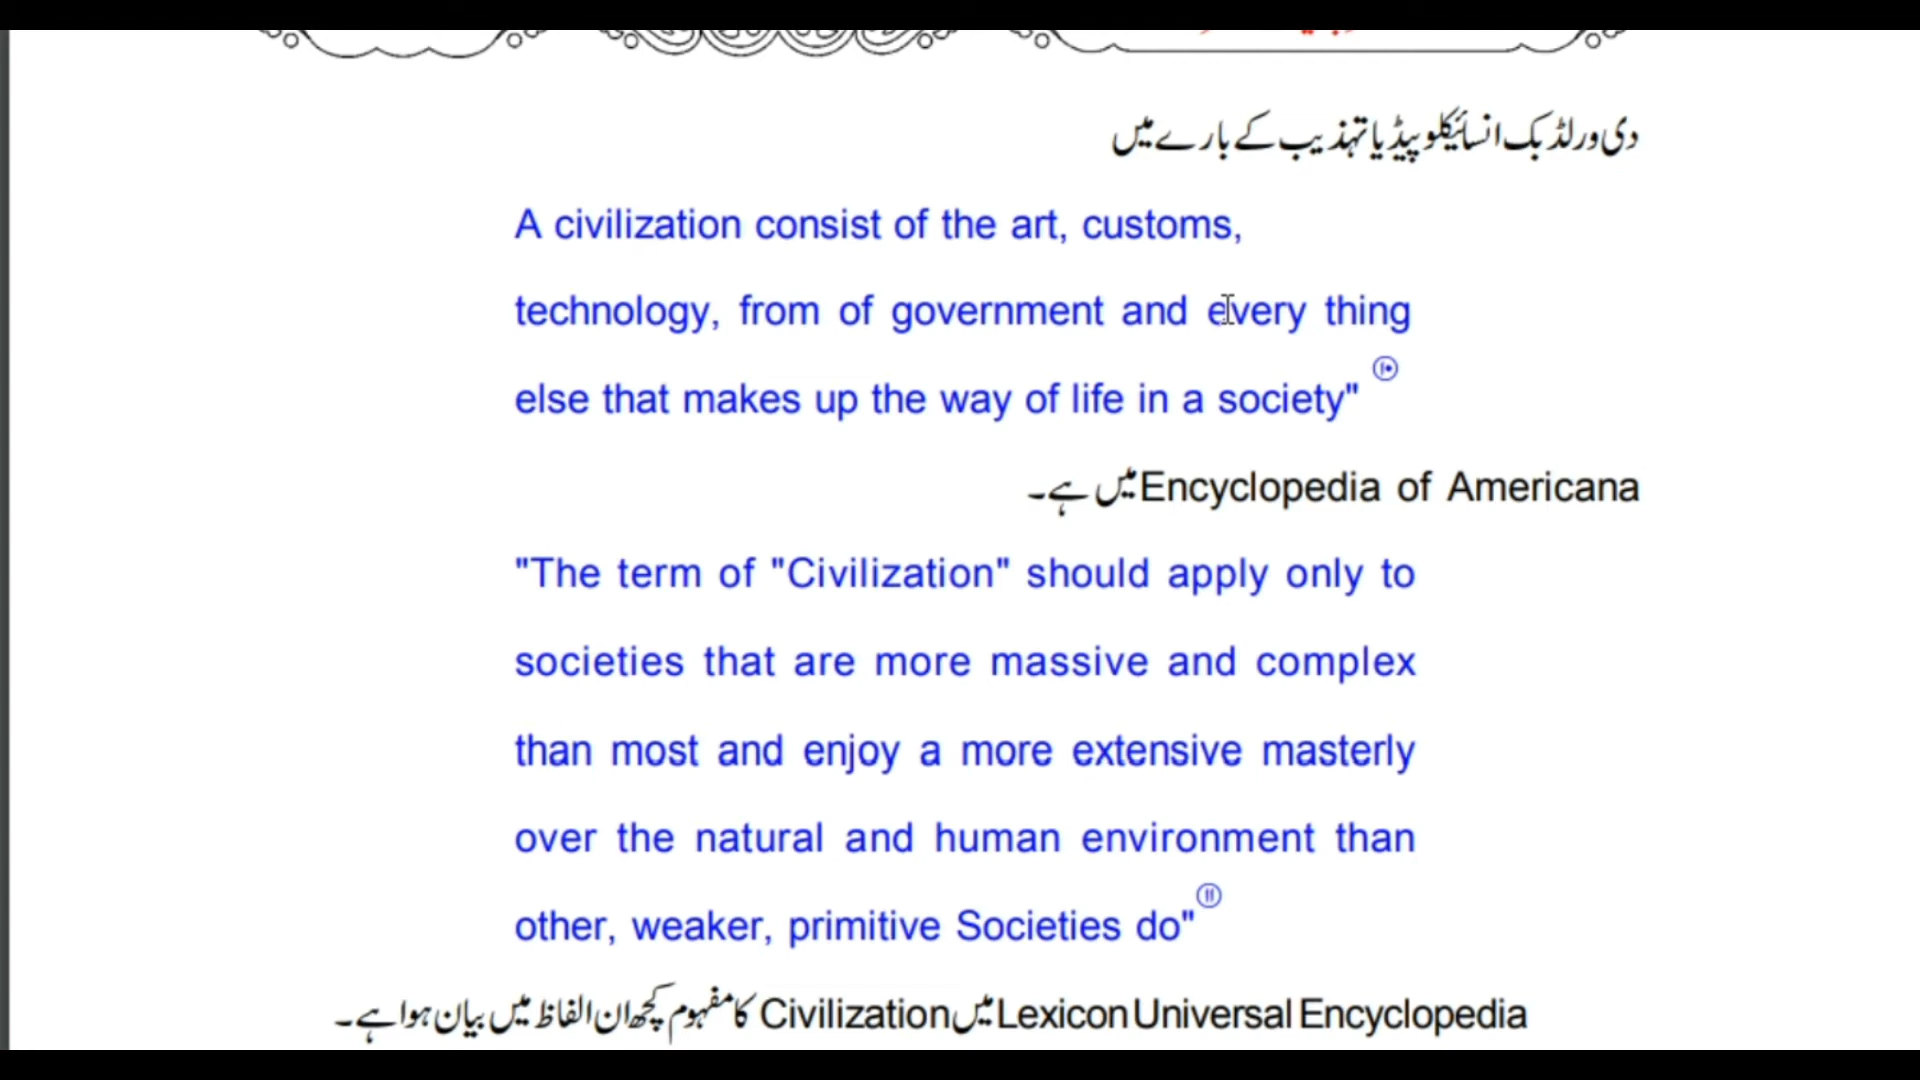 دی ورلڈ بک انسائیکلو پیڈیا تہذیب کے بارے میں
A civilization consist of the art, customs,
technology, from of government and every thing
else that makes up the way of life in a society" ۱۰
Encyclopedia of Americana میں ہے۔
"The term of "Civilization" should apply only to
societies that are more massive and complex
than most and enjoy a more extensive masterly
over the natural and human environment than
other, weaker, primitive Societies do" ۱۱
Lexicon Universal Encyclopedia میں Civilization کا مفہوم کچھ ان الفاظ میں بیان ہوا ہے۔